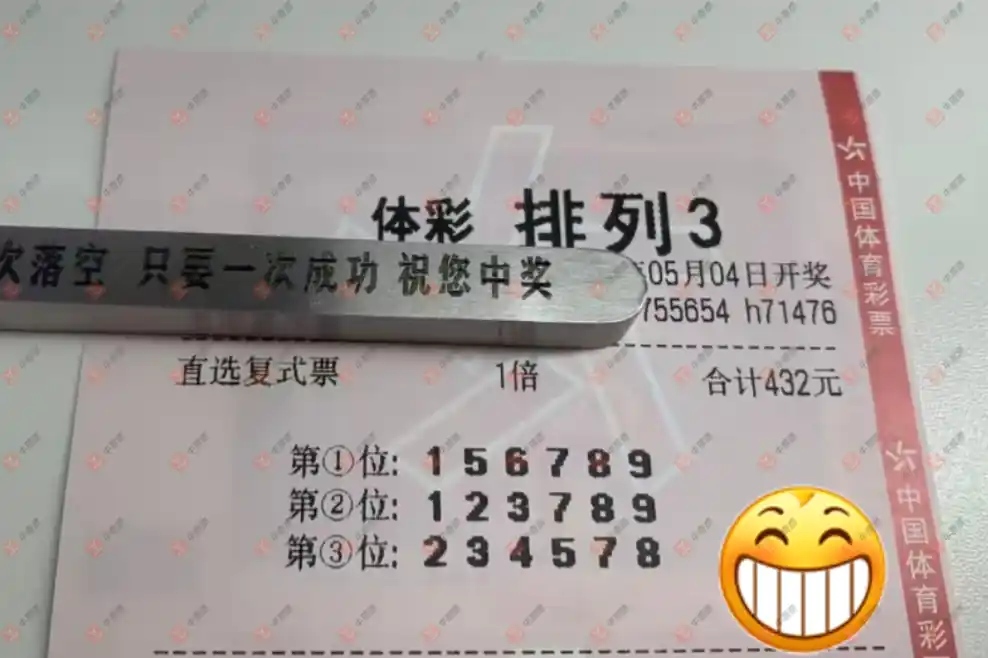 体彩 排列3
次落空 只要一次成功 祝您中奖
05月04日开奖
755654 h71476
直选复式票 1倍 合计432元
第①位: 1 5 6 7 8 9
第②位: 1 2 3 7 8 9
第③位: 2 3 4 5 7 8
中国体育彩票
中国体育彩